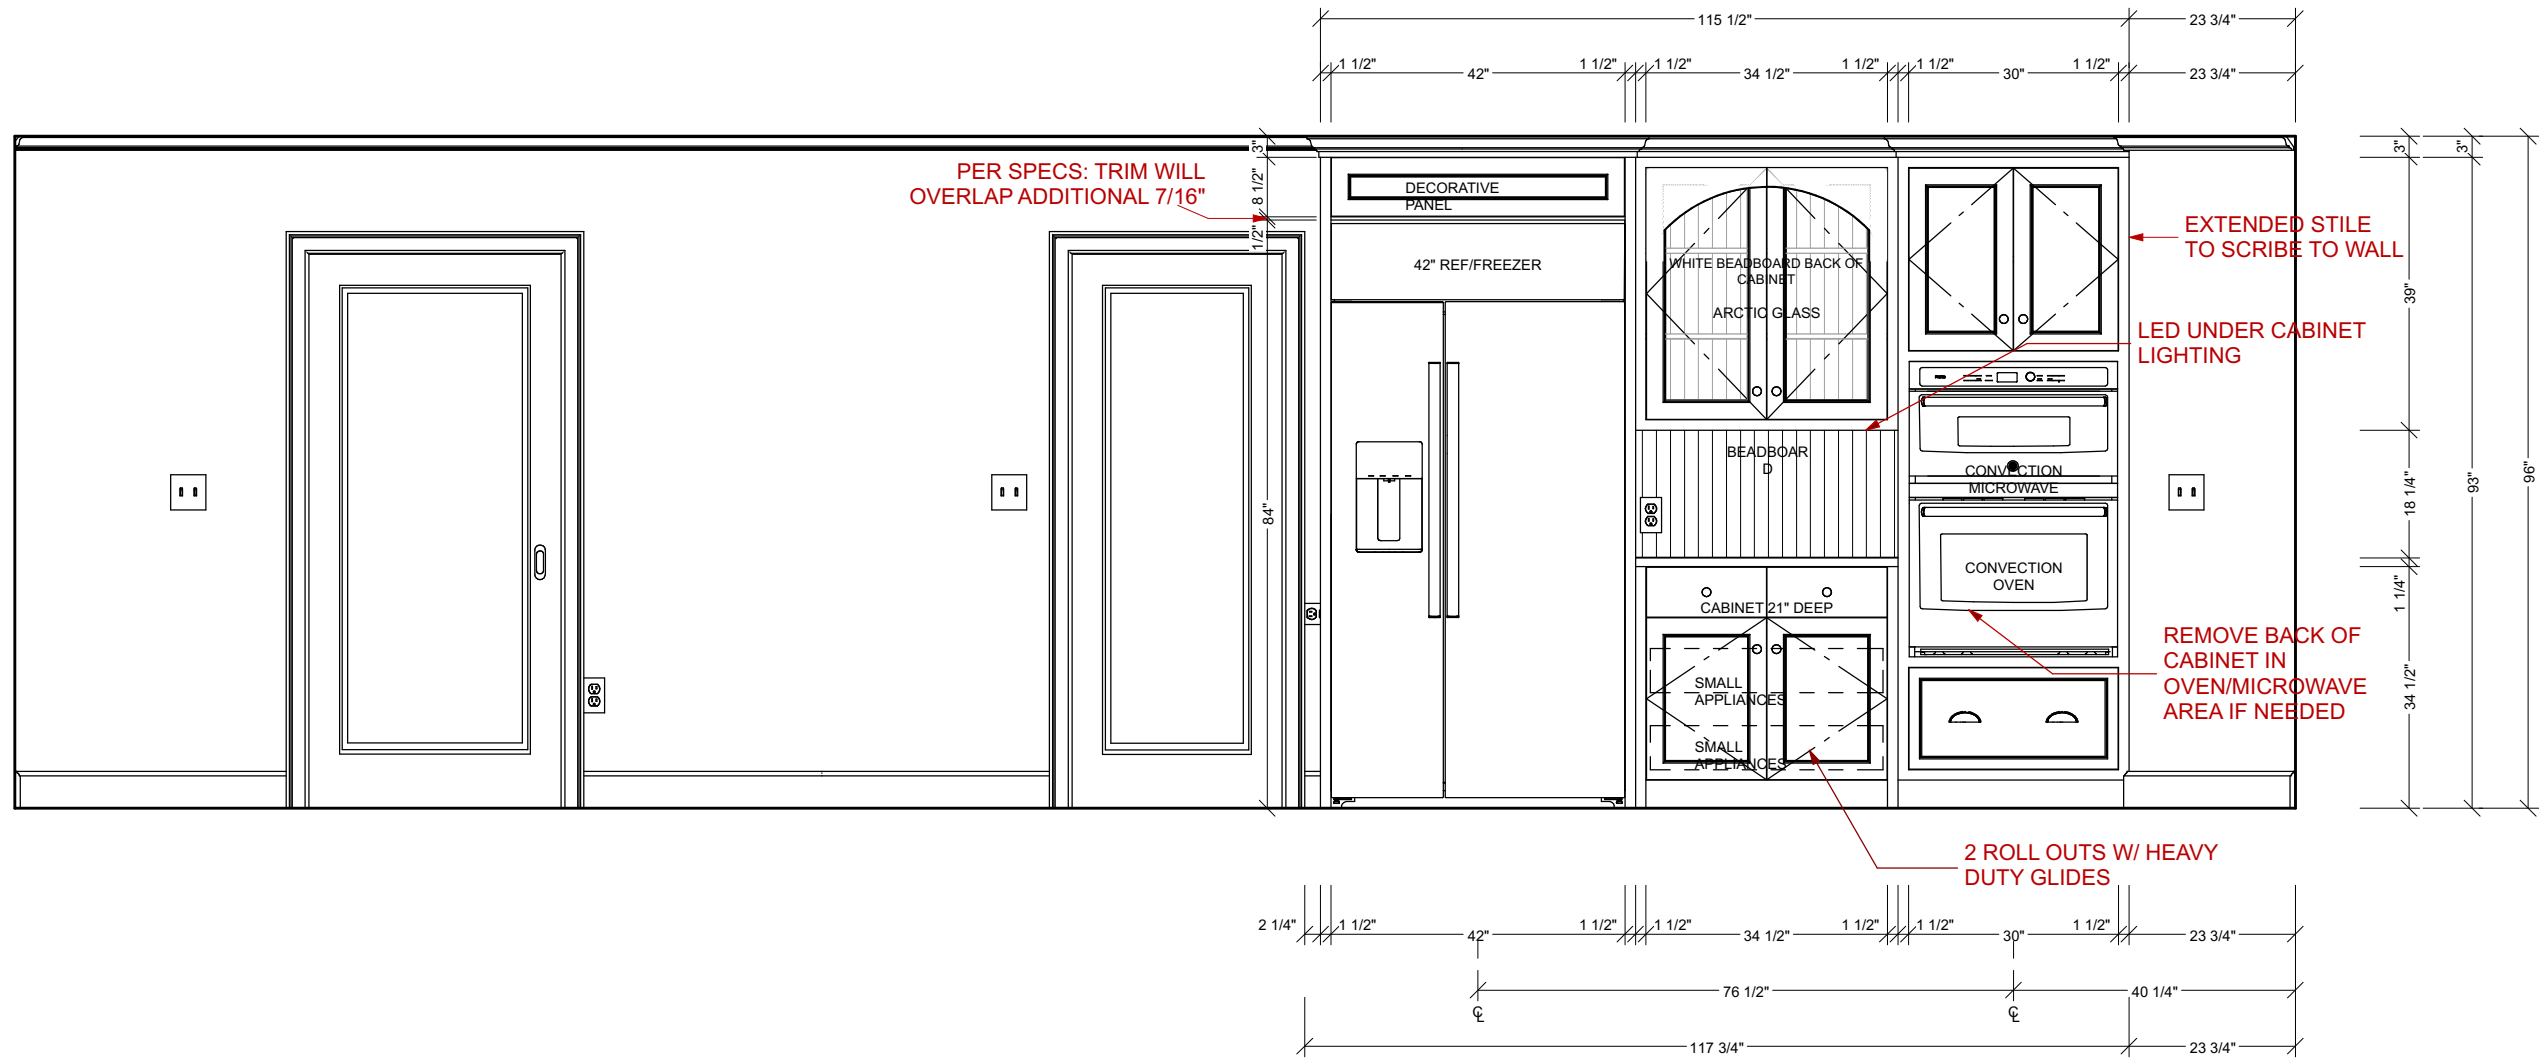 115 1/2"
23 3/4"
1 1/2"
42"
1 1/2"
1 1/2"
34 1/2"
1 1/2"
1 1/2"
30"
1 1/2"
23 3/4"
3"
8 1/2"
1/2"
84"
PER SPECS: TRIM WILL
OVERLAP ADDITIONAL 7/16"
DECORATIVE
PANEL
42" REF/FREEZER
WHITE BEADBOARD BACK OF
CABINET
ARCTIC GLASS
BEADBOAR
D
CONVECTION
MICROWAVE
CONVECTION
OVEN
CABINET 21" DEEP
SMALL
APPLIANCES
SMALL
APPLIANCES
EXTENDED STILE
TO SCRIBE TO WALL
LED UNDER CABINET
LIGHTING
REMOVE BACK OF
CABINET IN
OVEN/MICROWAVE
AREA IF NEEDED
2 ROLL OUTS W/ HEAVY
DUTY GLIDES
3"
39"
18 1/4"
1 1/4"
34 1/2"
3"
93"
96"
2 1/4"
1 1/2"
42"
1 1/2"
1 1/2"
34 1/2"
1 1/2"
1 1/2"
30"
1 1/2"
23 3/4"
76 1/2"
40 1/4"
℄
℄
117 3/4"
23 3/4"